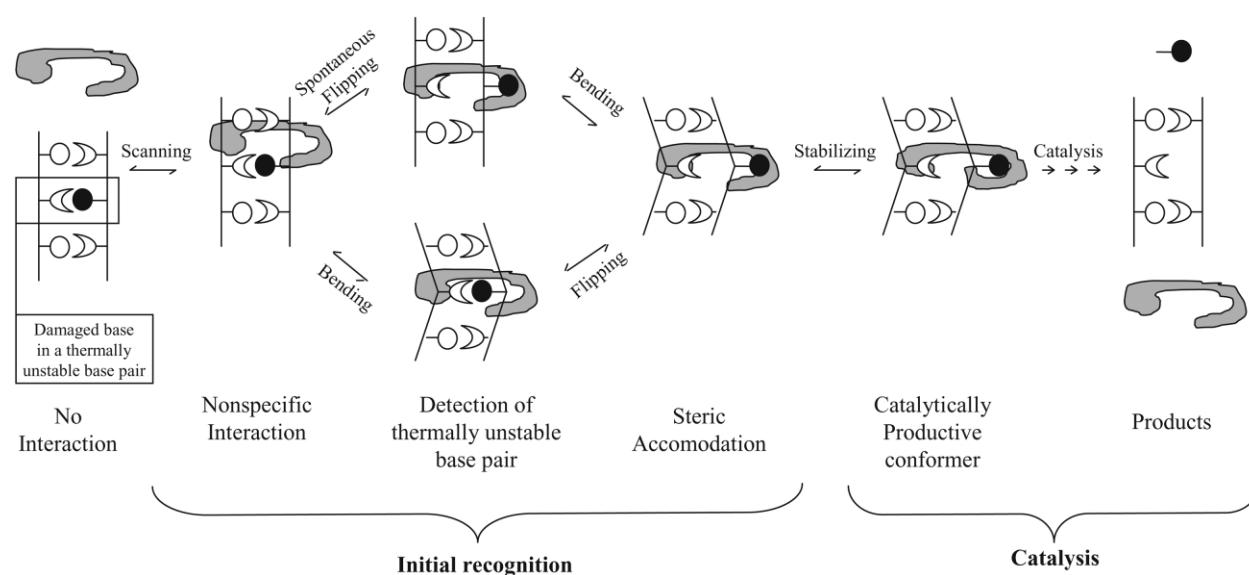 Spontaneous
Flipping
Bending
Scanning
Stabilizing
Catalysis
Bending
Flipping
Damaged base
in a thermally
unstable base pair
No
Interaction
Nonspecific
Interaction
Detection of
thermally unstable
base pair
Steric
Accomodation
Catalytically
Productive
conformer
Products
Initial recognition
Catalysis